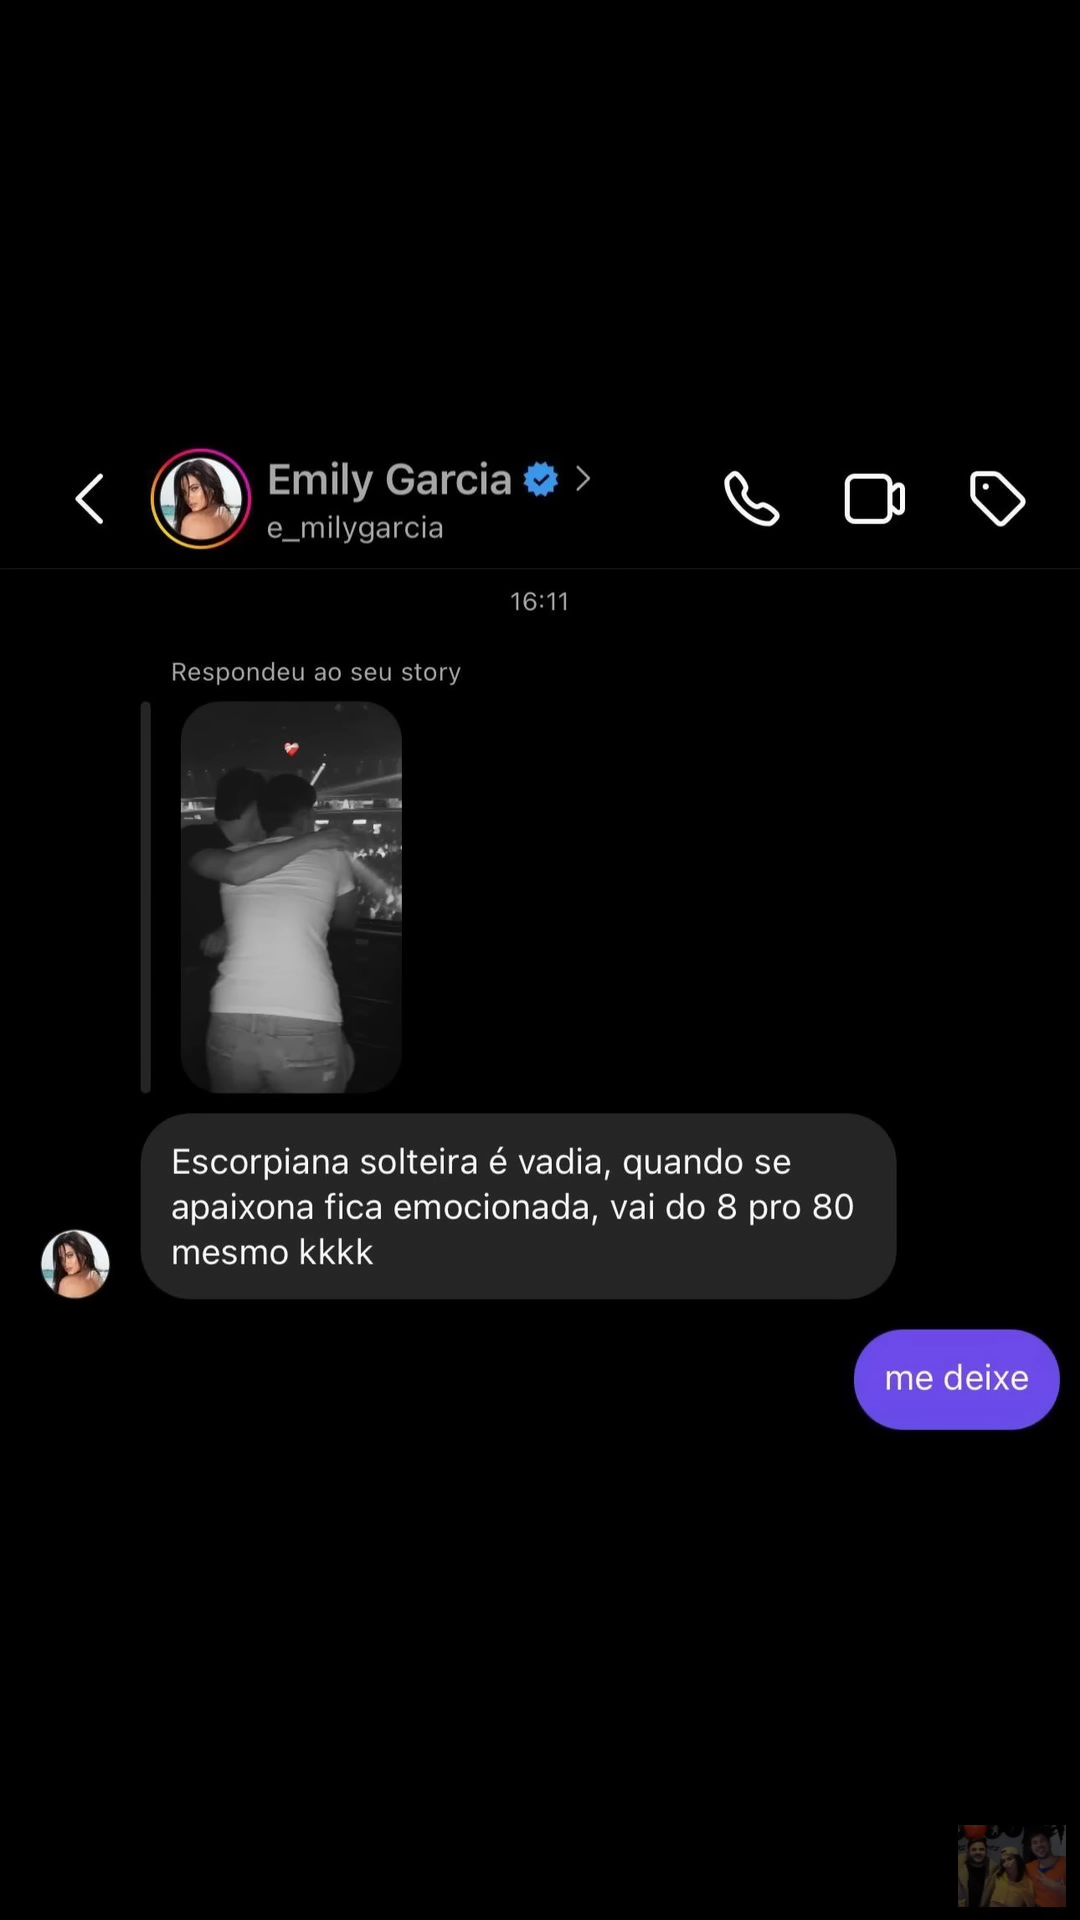 Emily Garcia
e_milygarcia
16:11
Respondeu ao seu story
Escorpiana solteira é vadia, quando se
apaixona fica emocionada, vai do 8 pro 80
mesmo kkkk
me deixe